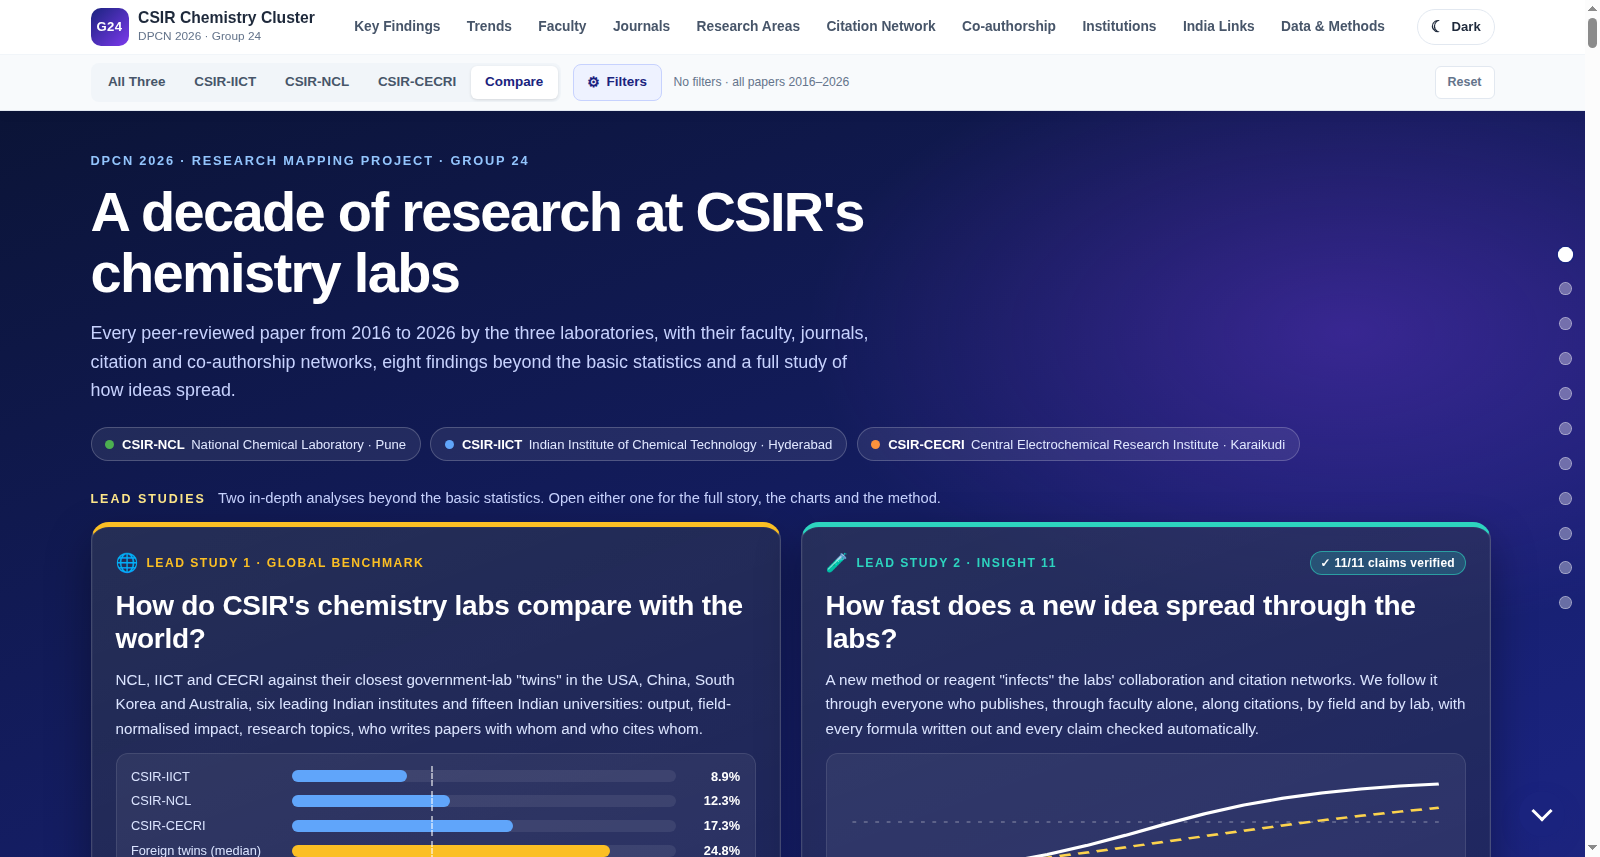 G24
CSIR Chemistry Cluster
DPCN 2026 · Group 24
Key Findings
Trends
Faculty
Journals
Research Areas
Citation Network
Co-authorship
Institutions
India Links
Data & Methods
Dark
All Three
CSIR-IICT
CSIR-NCL
CSIR-CECRI
Compare
Filters
No filters · all papers 2016–2026
Reset
DPCN 2026 · RESEARCH MAPPING PROJECT · GROUP 24
A decade of research at CSIR's
chemistry labs
Every peer-reviewed paper from 2016 to 2026 by the three laboratories, with their faculty, journals,
citation and co-authorship networks, eight findings beyond the basic statistics and a full study of
how ideas spread.
CSIR-NCL National Chemical Laboratory · Pune
CSIR-IICT Indian Institute of Chemical Technology · Hyderabad
CSIR-CECRI Central Electrochemical Research Institute · Karaikudi
LEAD STUDIES Two in-depth analyses beyond the basic statistics. Open either one for the full story, the charts and the method.
LEAD STUDY 1 · GLOBAL BENCHMARK
How do CSIR's chemistry labs compare with the
world?
NCL, IICT and CECRI against their closest government-lab "twins" in the USA, China, South
Korea and Australia, six leading Indian institutes and fifteen Indian universities: output, field-
normalised impact, research topics, who writes papers with whom and who cites whom.
CSIR-IICT 8.9%
CSIR-NCL 12.3%
CSIR-CECRI 17.3%
Foreign twins (median) 24.8%
LEAD STUDY 2 · INSIGHT 11
✓ 11/11 claims verified
How fast does a new idea spread through the
labs?
A new method or reagent "infects" the labs' collaboration and citation networks. We follow it
through everyone who publishes, through faculty alone, along citations, by field and by lab, with
every formula written out and every claim checked automatically.